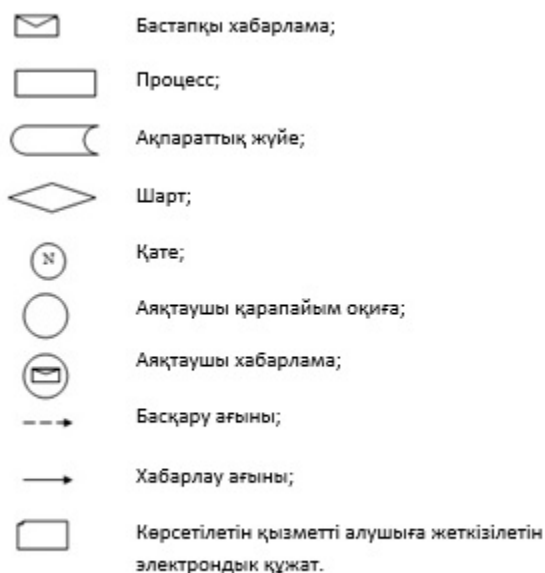 Бастапқы хабарлама;
Процесс;
Ақпараттық жүйе;
Шарт;
N
Қате;
Аяқтаушы қарапайым оқиға;
Аяқтаушы хабарлама;
Басқару ағыны;
Хабарлау ағыны;
Көрсетілетін қызметті алушыға жеткізілетін
электрондык құжат.